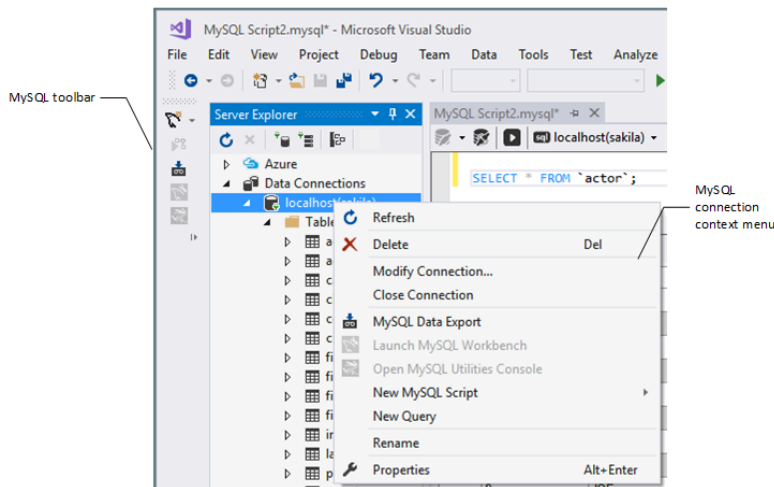 MySQL Script2.mysql* - Microsoft Visual Studio
File Edit View Project Debug Team Data Tools Test Analyze
MySQL toolbar
Server Explorer
MySQL Script2.mysql*
localhost(sakila)
Azure
Data Connections
SELECT * FROM `actor`;
localhost(sakila)
MySQL
connection
context menu
Refresh
Delete Del
Modify Connection...
Close Connection
MySQL Data Export
Launch MySQL Workbench
Open MySQL Utilities Console
New MySQL Script
New Query
Rename
Properties Alt+Enter